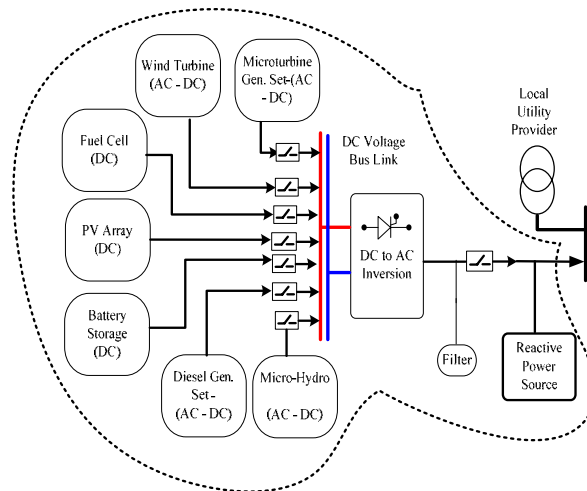 Wind Turbine
(AC - DC)
Microturbine
Gen. Set-(AC
- DC)
Fuel Cell
(DC)
PV Array
(DC)
Battery
Storage
(DC)
Diesel Gen.
Set -
(AC - DC)
Micro-Hydro
(AC - DC)
DC Voltage
Bus Link
DC to AC
Inversion
Filter
Reactive
Power
Source
Local
Utility
Provider